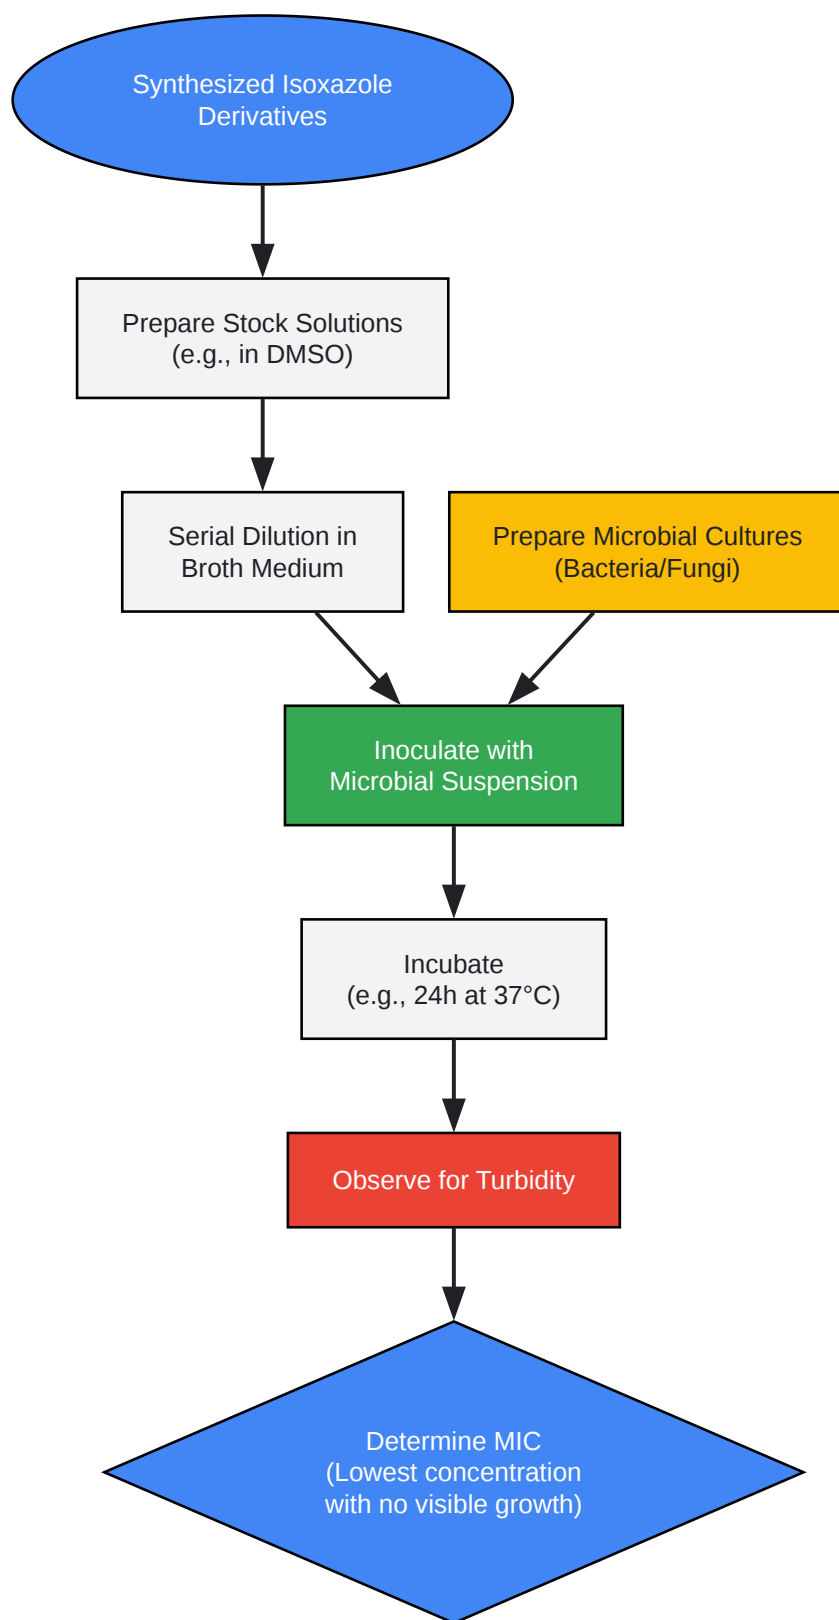 Synthesized Isoxazole
Derivatives
Prepare Stock Solutions
(e.g., in DMSO)
Serial Dilution in
Broth Medium
Prepare Microbial Cultures
(Bacteria/Fungi)
Inoculate with
Microbial Suspension
Incubate
(e.g., 24h at 37°C)
Observe for Turbidity
Determine MIC
(Lowest concentration
with no visible growth)